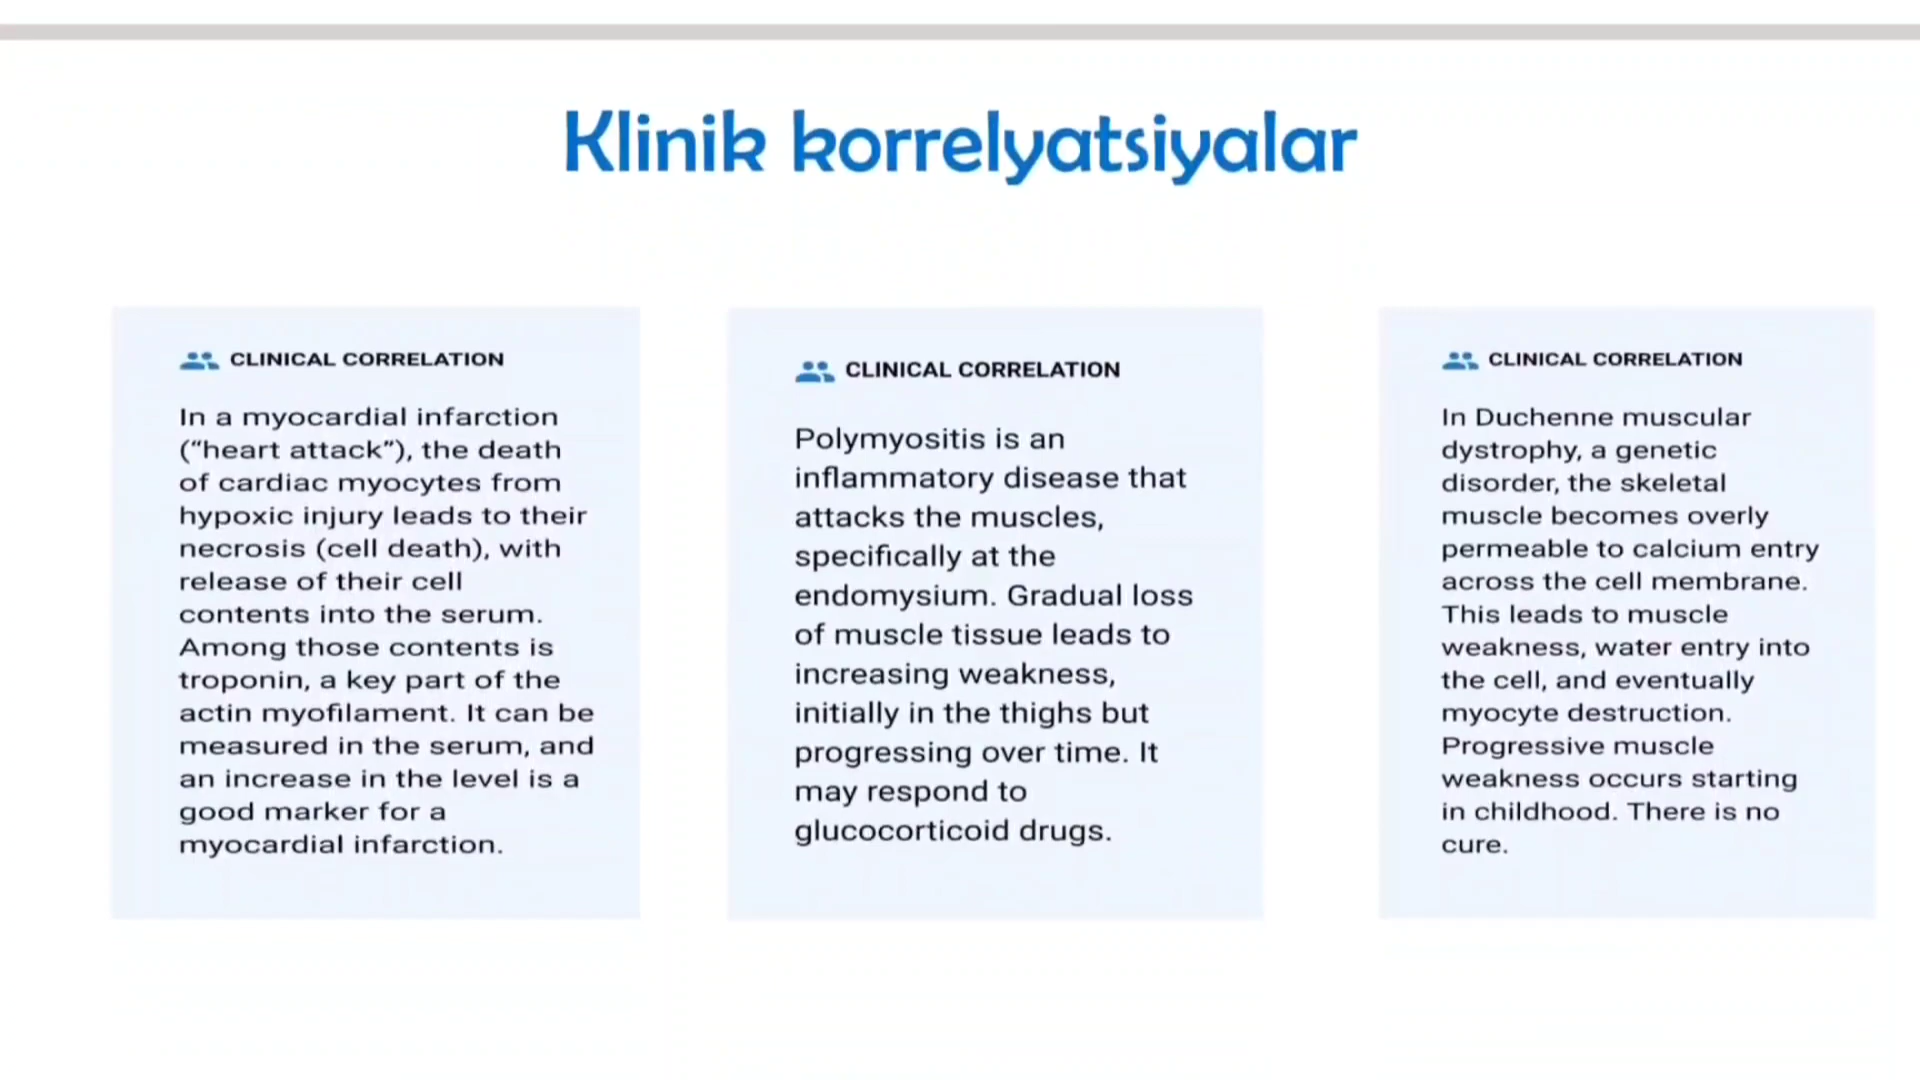 Klinik korrelyatsiyalar
CLINICAL CORRELATION
In a myocardial infarction
(“heart attack”), the death
of cardiac myocytes from
hypoxic injury leads to their
necrosis (cell death), with
release of their cell
contents into the serum.
Among those contents is
troponin, a key part of the
actin myofilament. It can be
measured in the serum, and
an increase in the level is a
good marker for a
myocardial infarction.
CLINICAL CORRELATION
Polymyositis is an
inflammatory disease that
attacks the muscles,
specifically at the
endomysium. Gradual loss
of muscle tissue leads to
increasing weakness,
initially in the thighs but
progressing over time. It
may respond to
glucocorticoid drugs.
CLINICAL CORRELATION
In Duchenne muscular
dystrophy, a genetic
disorder, the skeletal
muscle becomes overly
permeable to calcium entry
across the cell membrane.
This leads to muscle
weakness, water entry into
the cell, and eventually
myocyte destruction.
Progressive muscle
weakness occurs starting
in childhood. There is no
cure.